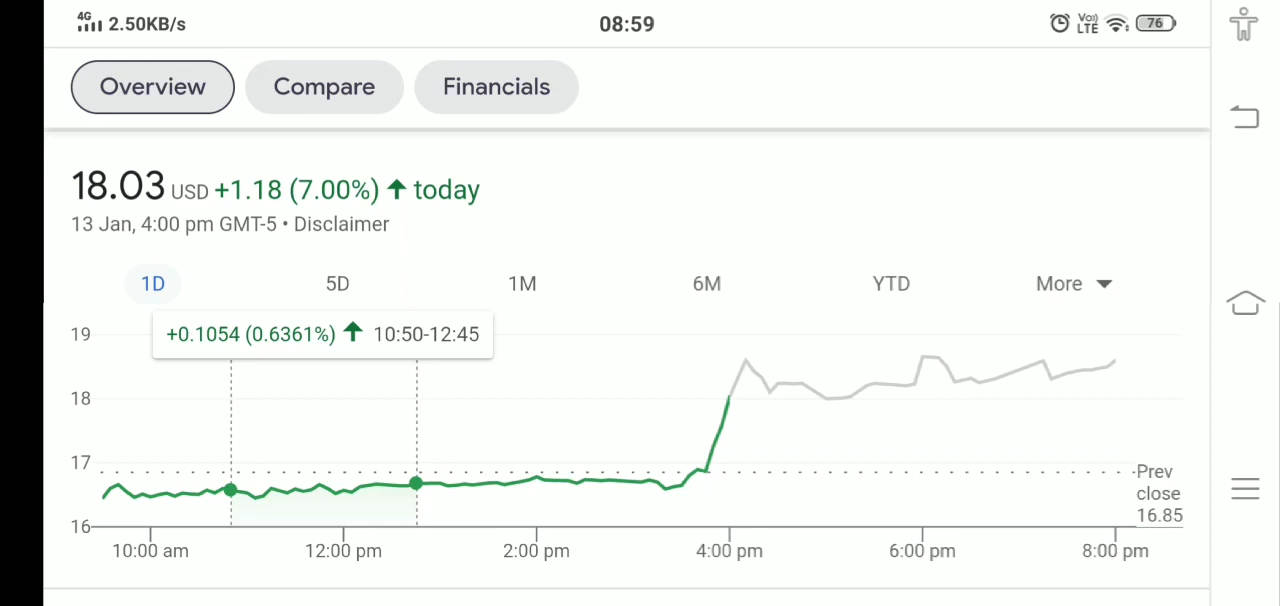 4G 2.50KB/s 08:59 Vo)) LTE 76
Overview Compare Financials
18.03 USD +1.18 (7.00%) ↑ today
13 Jan, 4:00 pm GMT-5 • Disclaimer
1D 5D 1M 6M YTD More
+0.1054 (0.6361%) ↑ 10:50-12:45
19
18
17
16
Prev
close
16.85
10:00 am 12:00 pm 2:00 pm 4:00 pm 6:00 pm 8:00 pm